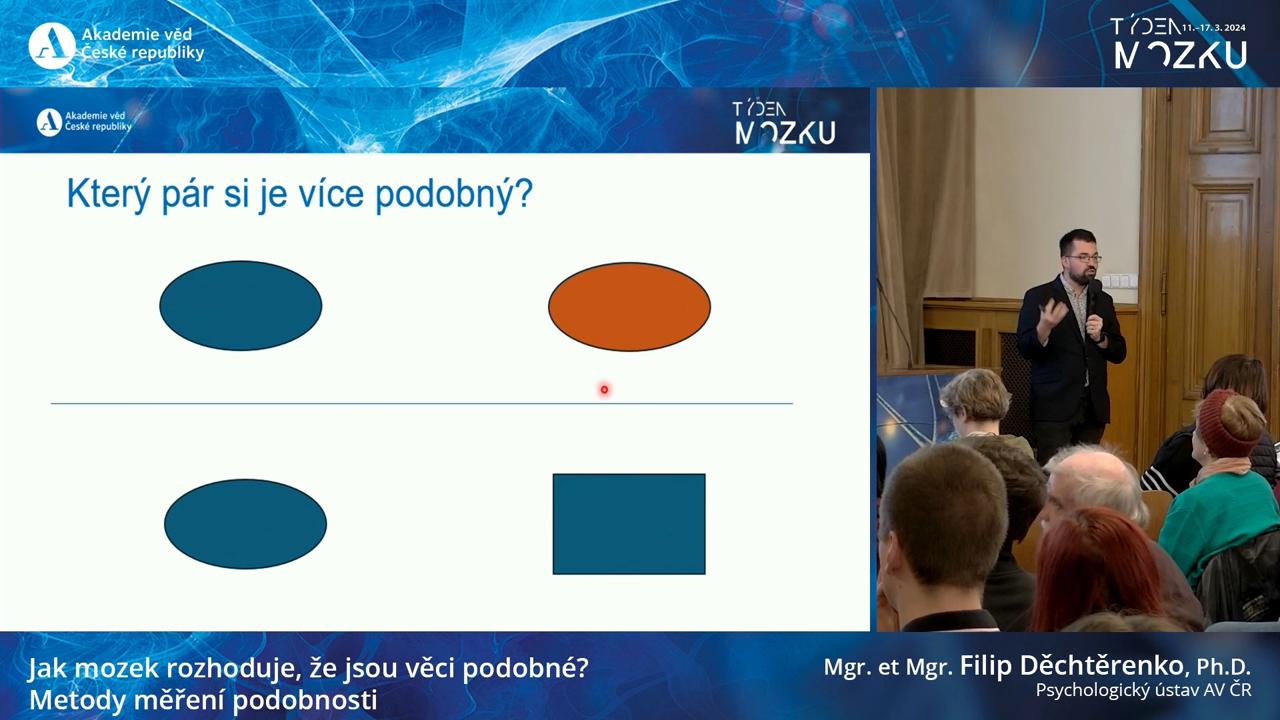 Akademie věd
České republiky
TÝDEN 11.–17. 3. 2024
MOZKU
Akademie věd
České republiky
TÝDEN
MOZKU
Který pár si je více podobný?
Jak mozek rozhoduje, že jsou věci podobné?
Metody měření podobnosti
Mgr. et Mgr. Filip Děchtěrenko, Ph.D.
Psychologický ústav AV ČR